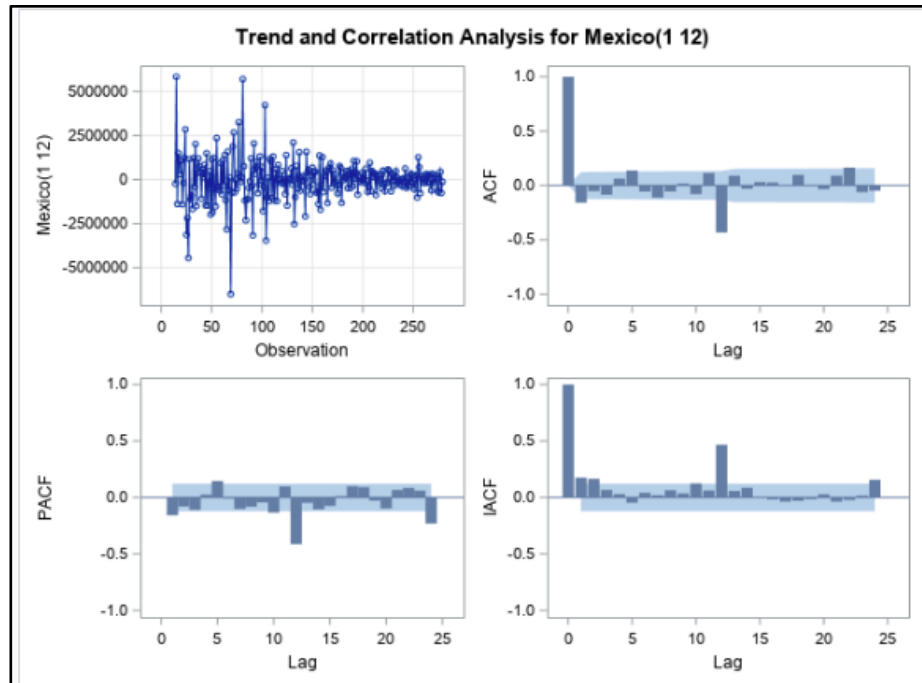 Trend and Correlation Analysis for Mexico(1 12)
Mexico(1 12)
5000000
2500000
0
-2500000
-5000000
0 50 100 150 200 250
Observation
ACF
1.0
0.5
0.0
-0.5
-1.0
0 5 10 15 20 25
Lag
PACF
1.0
0.5
0.0
-0.5
-1.0
0 5 10 15 20 25
Lag
IACF
1.0
0.5
0.0
-0.5
-1.0
0 5 10 15 20 25
Lag